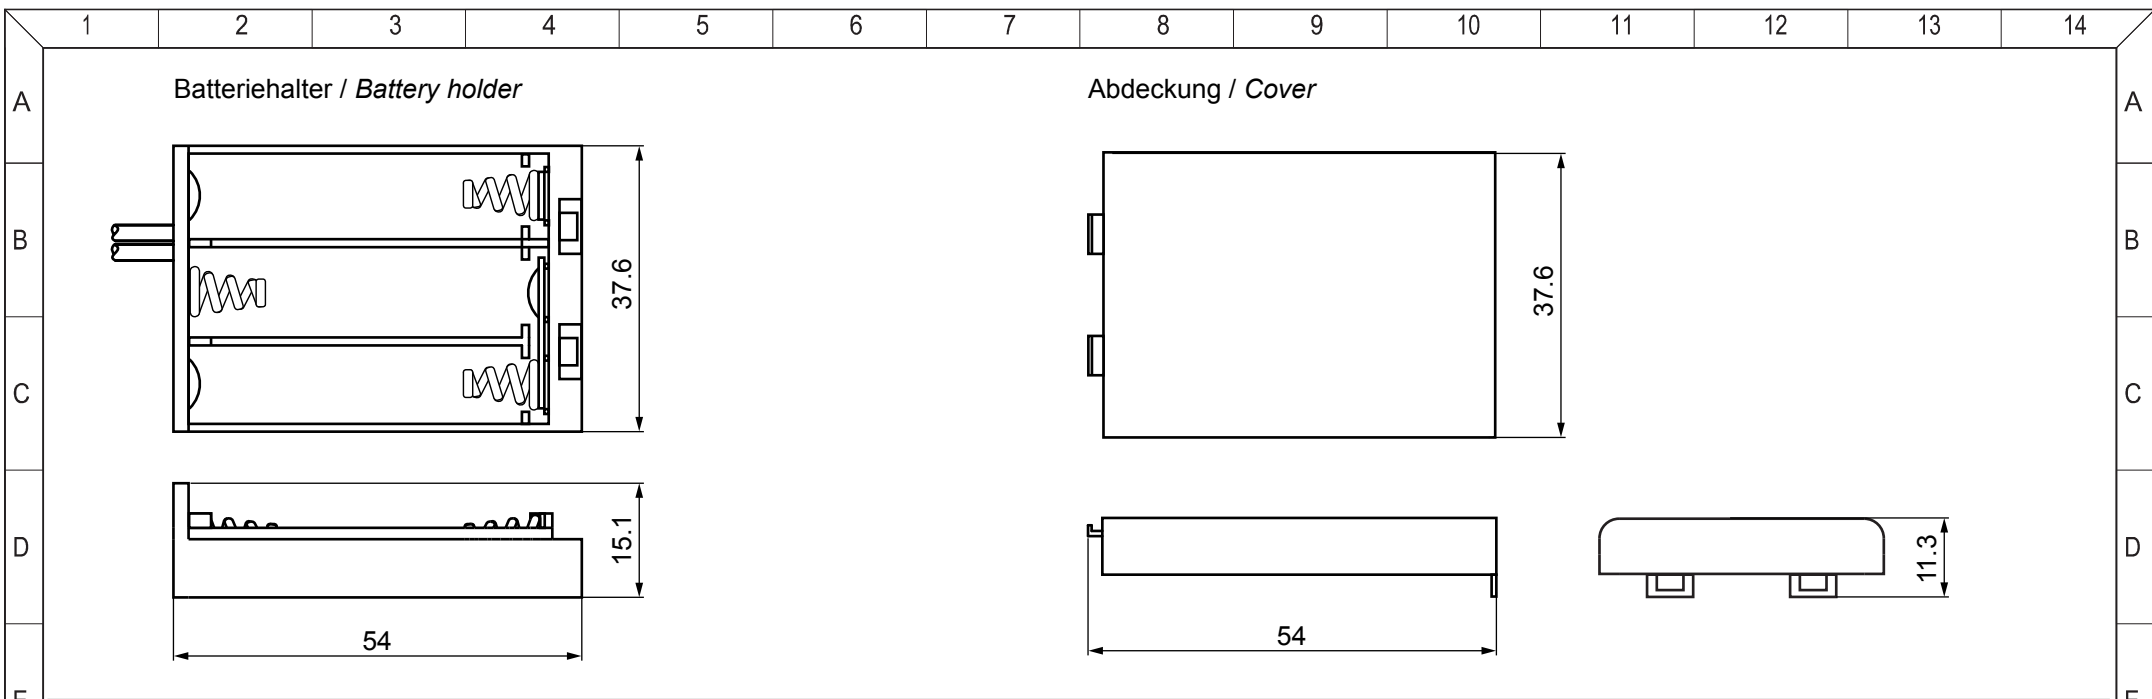 1 2 3 4 5 6 7 8 9 10 11 12 13 14
A A
Batteriehalter / Battery holder Abdeckung / Cover
B B
37.6 37.6
C C
D D
15.1 11.3
54 54